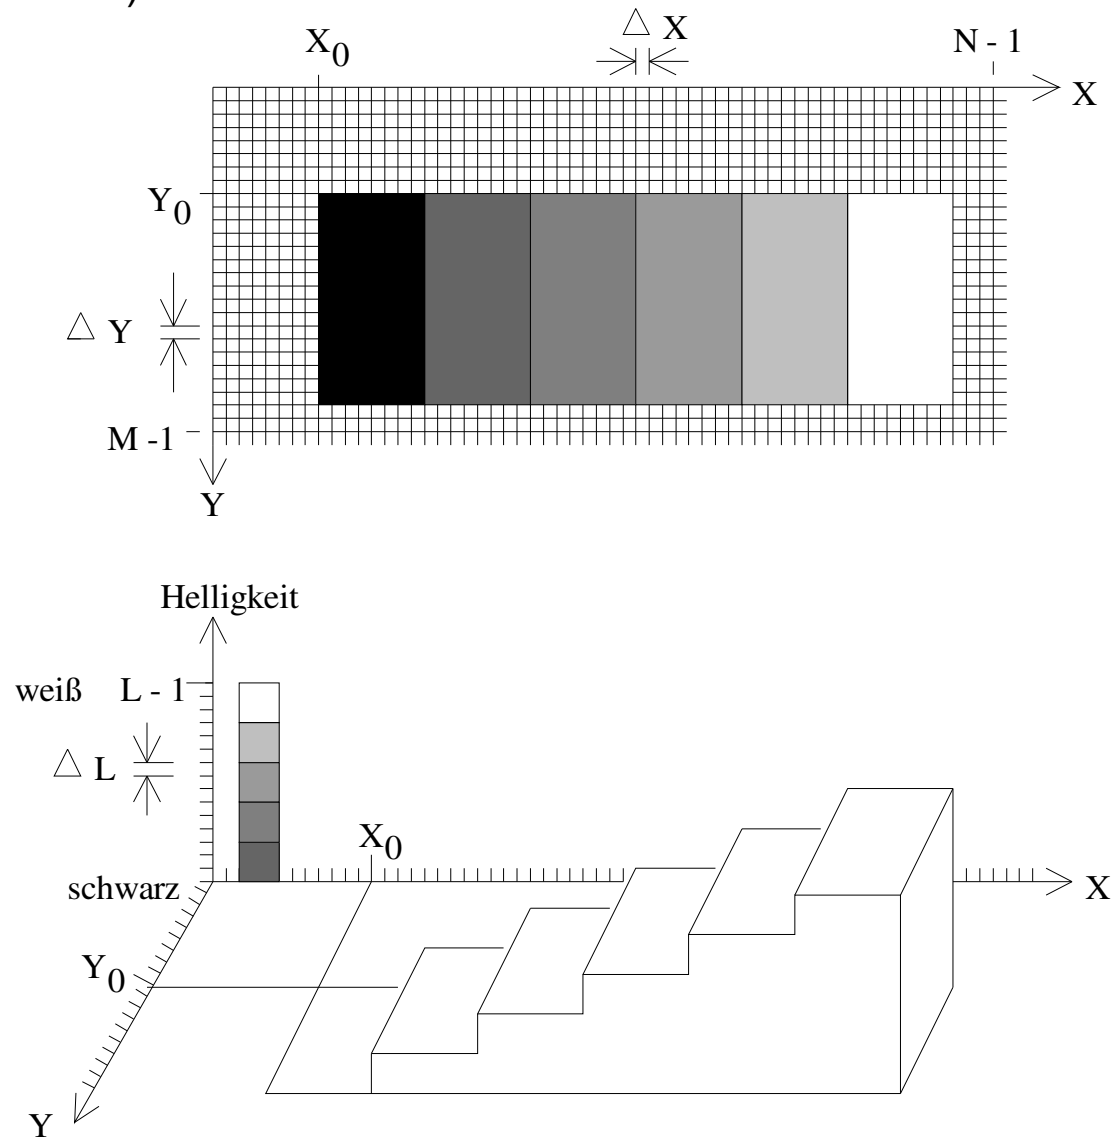 )
△ X
X0
N - 1
X
Y0
△ Y
M -1
Y
Helligkeit
weiß L - 1
△ L
X0
schwarz
X
Y0
Y